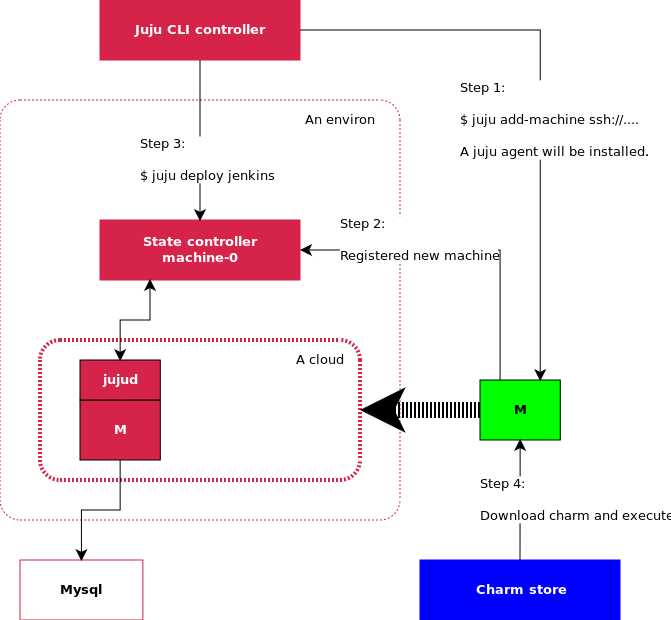 Juju CLI controller
Step 1:
$ juju add-machine ssh://....
A juju agent will be installed.
An environ
Step 3:
$ juju deploy jenkins
Step 2:
Registered new machine
State controller
machine-0
A cloud
jujud
M
M
Step 4:
Download charm and execute
Mysql
Charm store